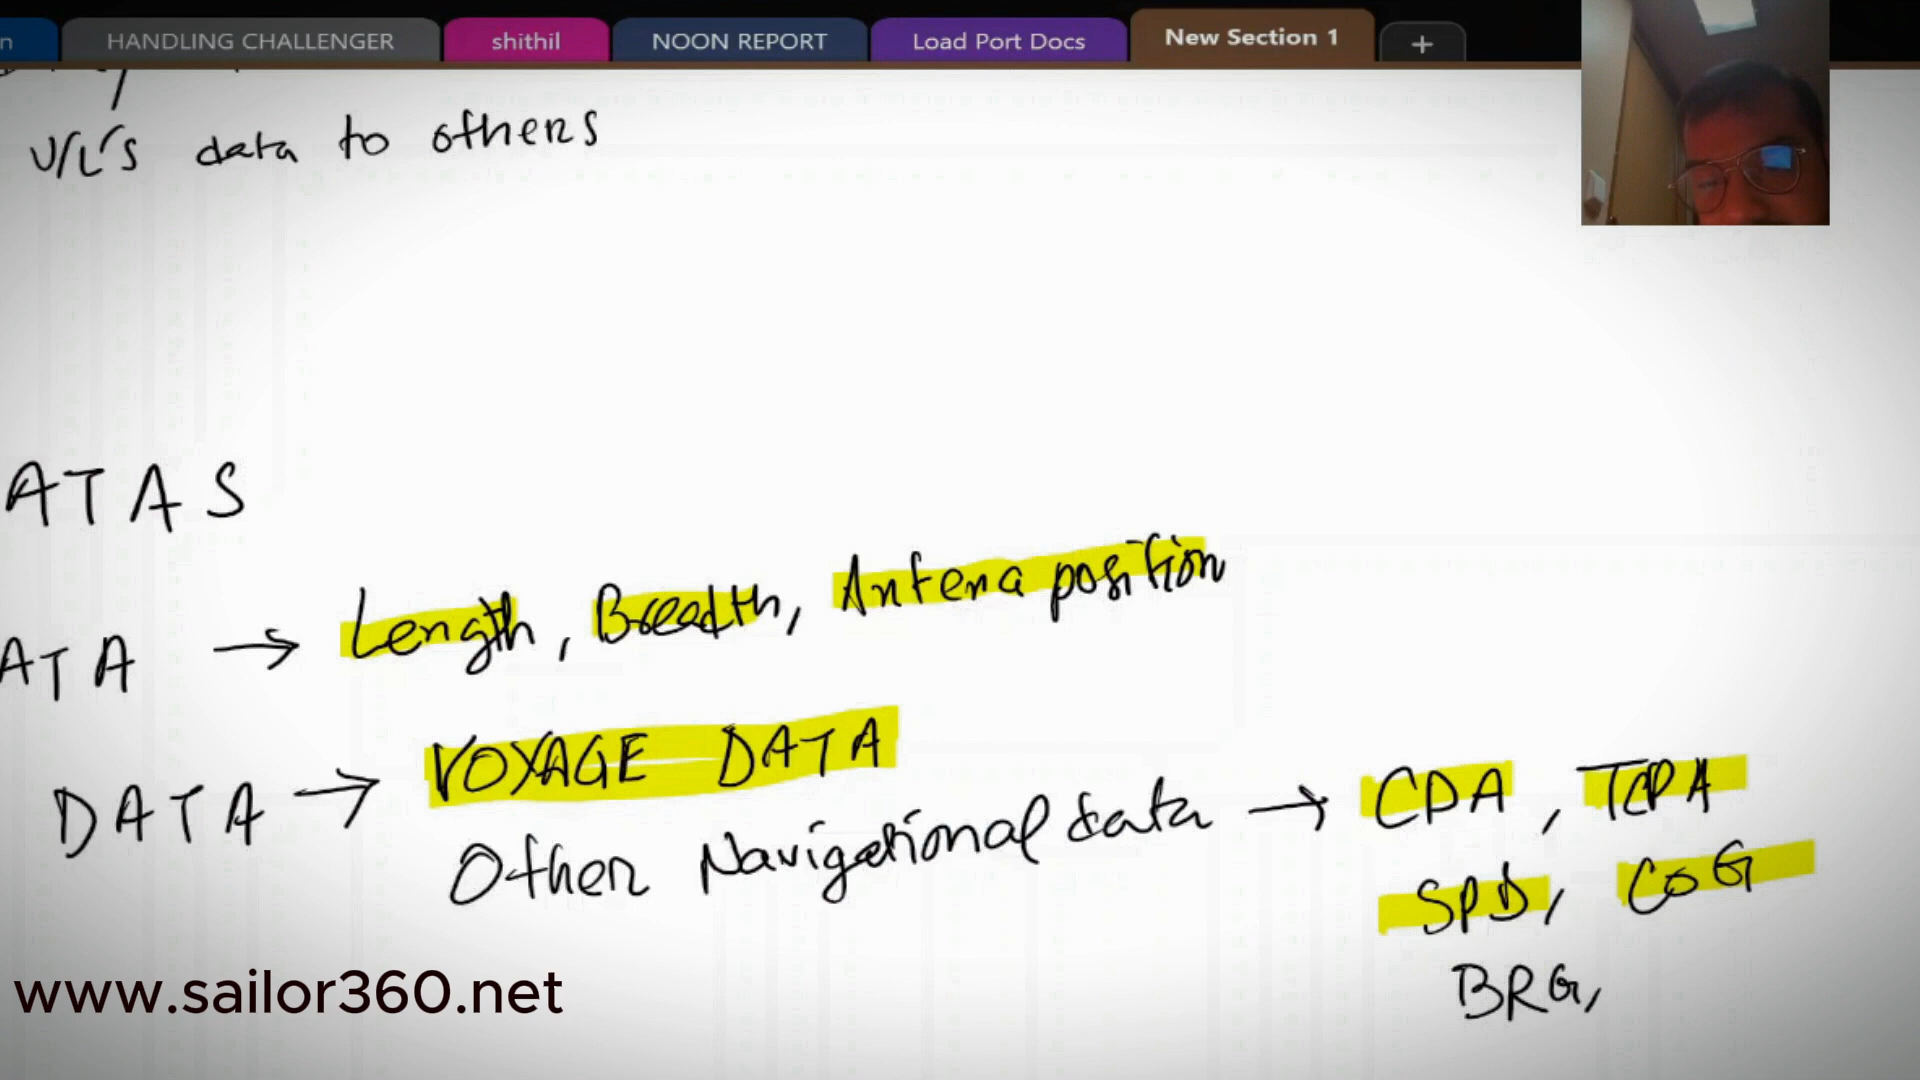 n HANDLING CHALLENGER shithil NOON REPORT Load Port Docs New Section 1 +
V/L's data to others
ATAS
ATA → Length, Breadth, Antena position
DATA → VOYAGE DATA
Other Navigational data → CPA, TCPA
SPD, COG
BRG,
www.sailor360.net